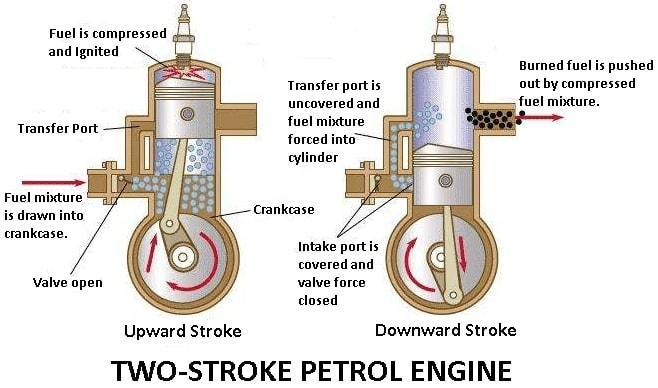 Fuel is compressed
and Ignited
Transfer Port
Fuel mixture
is drawn into
crankcase.
Valve open
Crankcase
Upward Stroke
Transfer port is
uncovered and
fuel mixture
forced into
cylinder
Burned fuel is pushed
out by compressed
fuel mixture.
Intake port is
covered and
valve force
closed
Downward Stroke
TWO-STROKE PETROL ENGINE